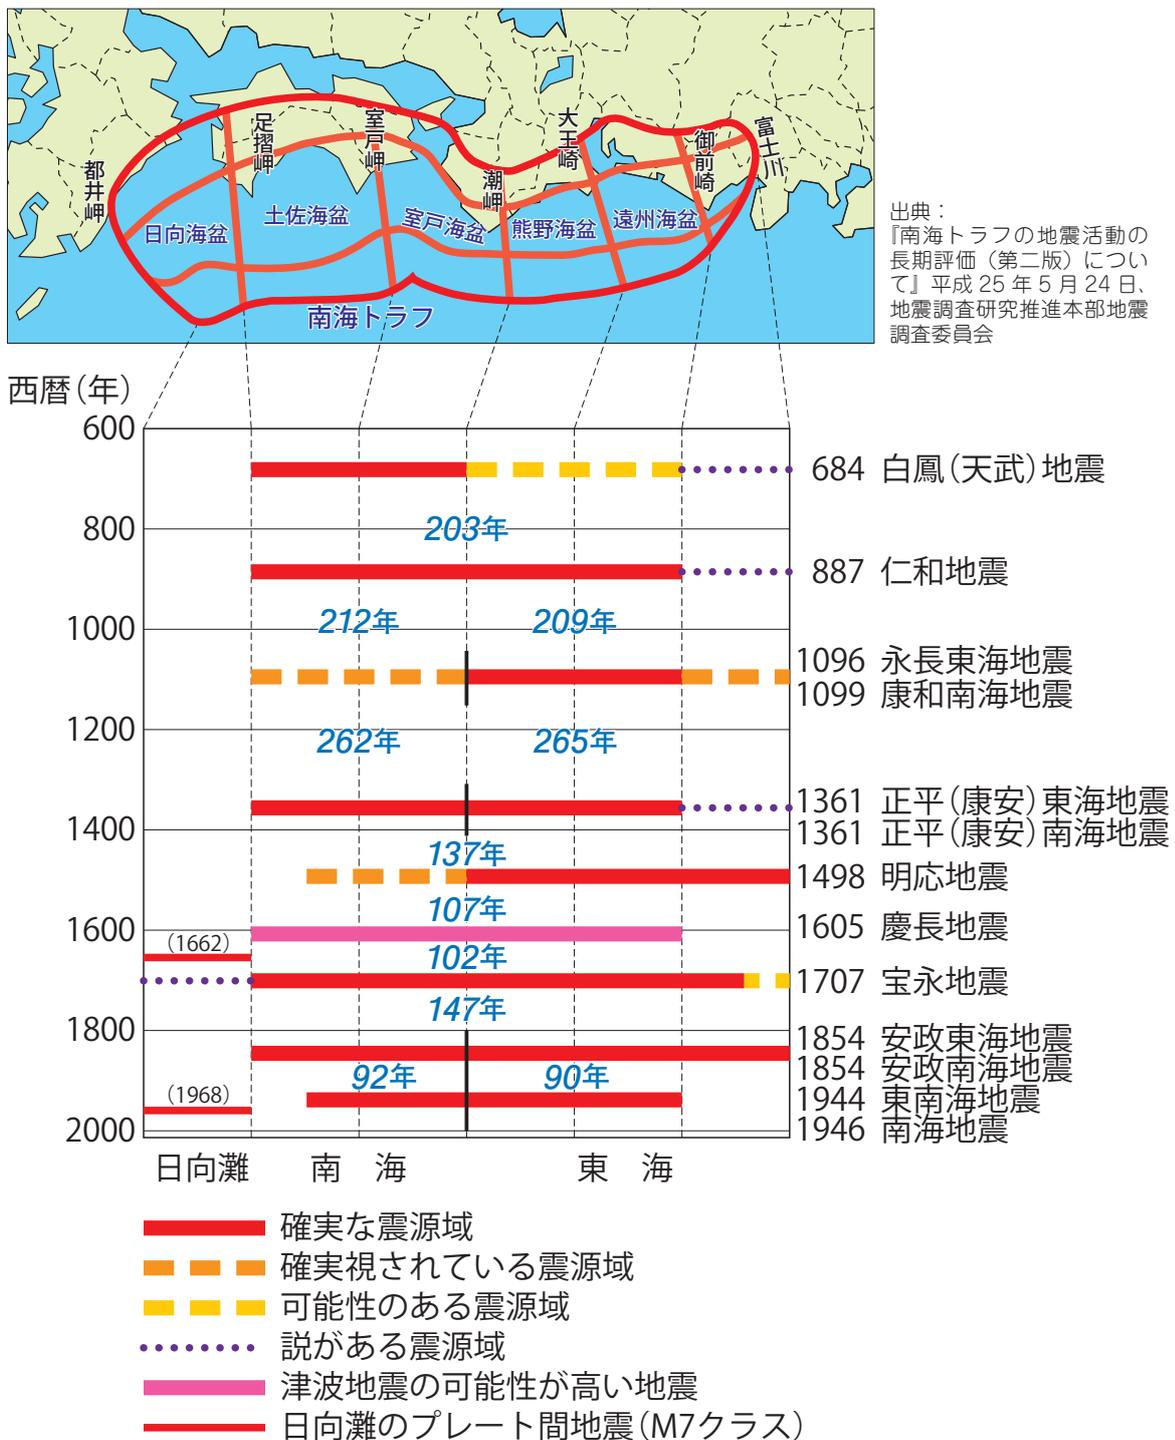 都井岬
足摺岬
室戸岬
潮岬
大王崎
御前崎
富士川
日向海盆
土佐海盆
室戸海盆
熊野海盆
遠州海盆
南海トラフ
出典：
『南海トラフの地震活動の
長期評価（第二版）につい
て』平成 25 年 5 月 24 日、
地震調査研究推進本部地震
調査委員会
西暦（年）
600
684 白鳳（天武）地震
203年
800
887 仁和地震
212年 209年
1000
1096 永長東海地震
1099 康和南海地震
1200
262年 265年
1361 正平（康安）東海地震
1361 正平（康安）南海地震
1400
137年
1498 明応地震
107年
1600
1605 慶長地震
（1662）
102年
1707 宝永地震
147年
1800
1854 安政東海地震
1854 安政南海地震
92年 90年
（1968）
1944 東南海地震
1946 南海地震
2000
日向灘 南 海 東 海
確実な震源域
確実視されている震源域
可能性のある震源域
説がある震源域
津波地震の可能性が高い地震
日向灘のプレート間地震（M7クラス）